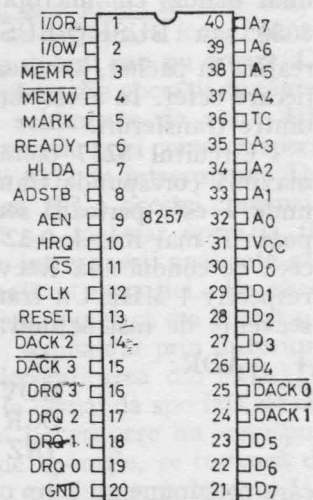 I/OR 1 40 A7
I/OW 2 39 A6
MEMR 3 38 A5
MEMW 4 37 A4
MARK 5 36 TC
READY 6 35 A3
HLDA 7 34 A2
ADSTB 8 33 A1
AEN 9 8257 32 A0
HRQ 10 31 VCC
CS 11 30 D0
CLK 12 29 D1
RESET 13 28 D2
DACK 2 14 27 D3
DACK 3 15 26 D4
DRQ 3 16 25 DACK 0
DRQ 17 24 DACK 1
DRQ 1 18 23 D5
DRQ 0 19 22 D6
GND 20 21 D7